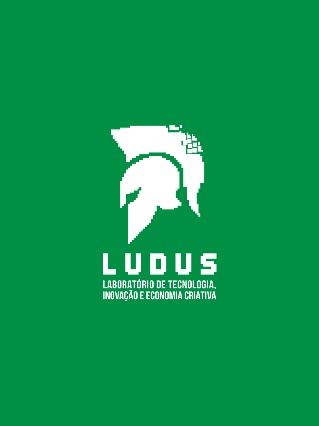 LUDUS
LABORATÓRIO DE TECNOLOGIA,
INOVAÇÃO E ECONOMIA CRIATIVA